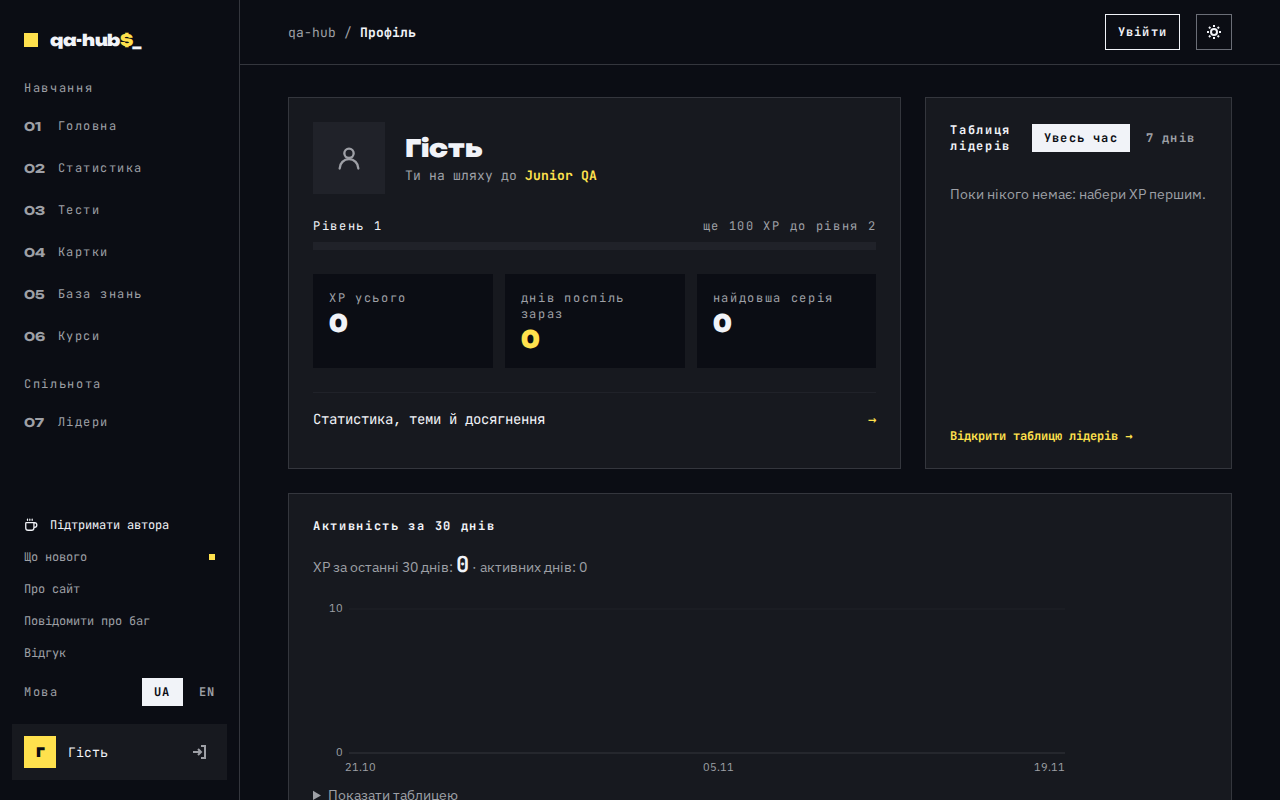 qa-hub$_
Навчання
01 Головна
02 Статистика
03 Тести
04 Картки
05 База знань
06 Курси
Спільнота
07 Лідери
Підтримати автора
Що нового
Про сайт
Повідомити про баг
Відгук
Мова UA EN
Г Гість
qa-hub / Профіль
Увійти
Гість
Ти на шляху до Junior QA
Рівень 1
ще 100 XP до рівня 2
XP усього
0
днів поспіль
зараз
0
найдовша серія
0
Статистика, теми й досягнення →
Таблиця
лідерів
Увесь час
7 днів
Поки нікого немає: набери XP першим.
Відкрити таблицю лідерів →
Активність за 30 днів
XP за останні 30 днів: 0 · активних днів: 0
10
0
21.10 05.11 19.11
▶ Показати таблицею